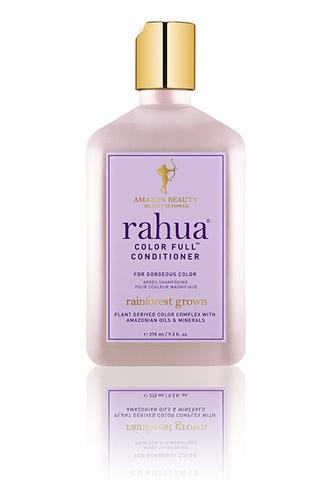 AMAZON BEAUTY
BEAUTY IS POWER
rahua®
COLOR FULL™
CONDITIONER
FOR GORGEOUS COLOR
APRÈS SHAMPOOING
POUR COULEUR MAGNIFIQUE
rainforest grown
PLANT DERIVED COLOR COMPLEX WITH
AMAZONIAN OILS & MINERALS
℮ 275 ml / 9.3 fl. oz.